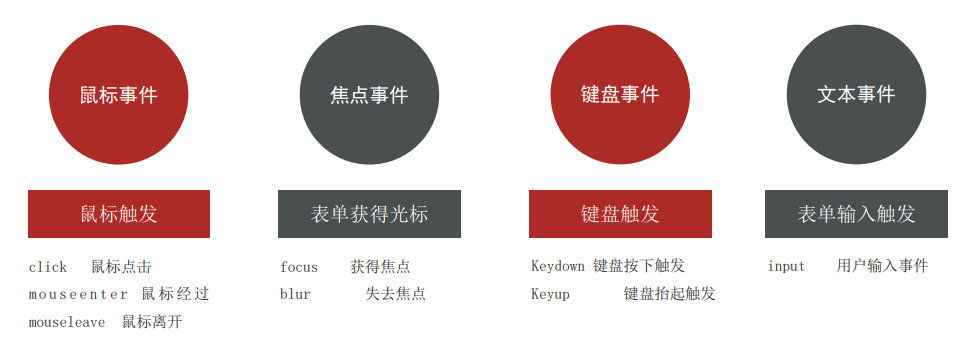 鼠标事件
鼠标触发
click 鼠标点击
mouseenter 鼠标经过
mouseleave 鼠标离开
焦点事件
表单获得光标
focus 获得焦点
blur 失去焦点
键盘事件
键盘触发
Keydown 键盘按下触发
Keyup 键盘抬起触发
文本事件
表单输入触发
input 用户输入事件